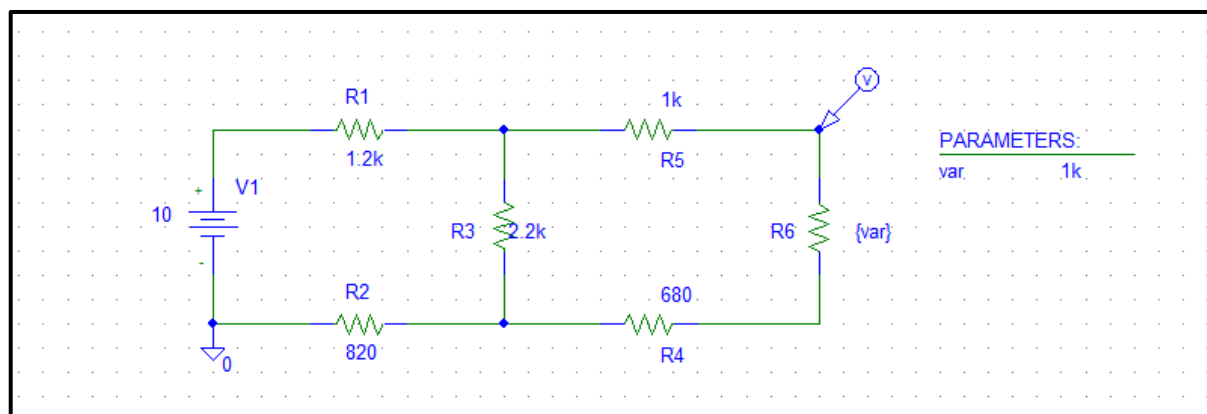 V
R1
1k
1.2k
R5
PARAMETERS:
var 1k
+
V1
10
R3 2.2k
R6 {var}
-
R2
680
820
R4
0